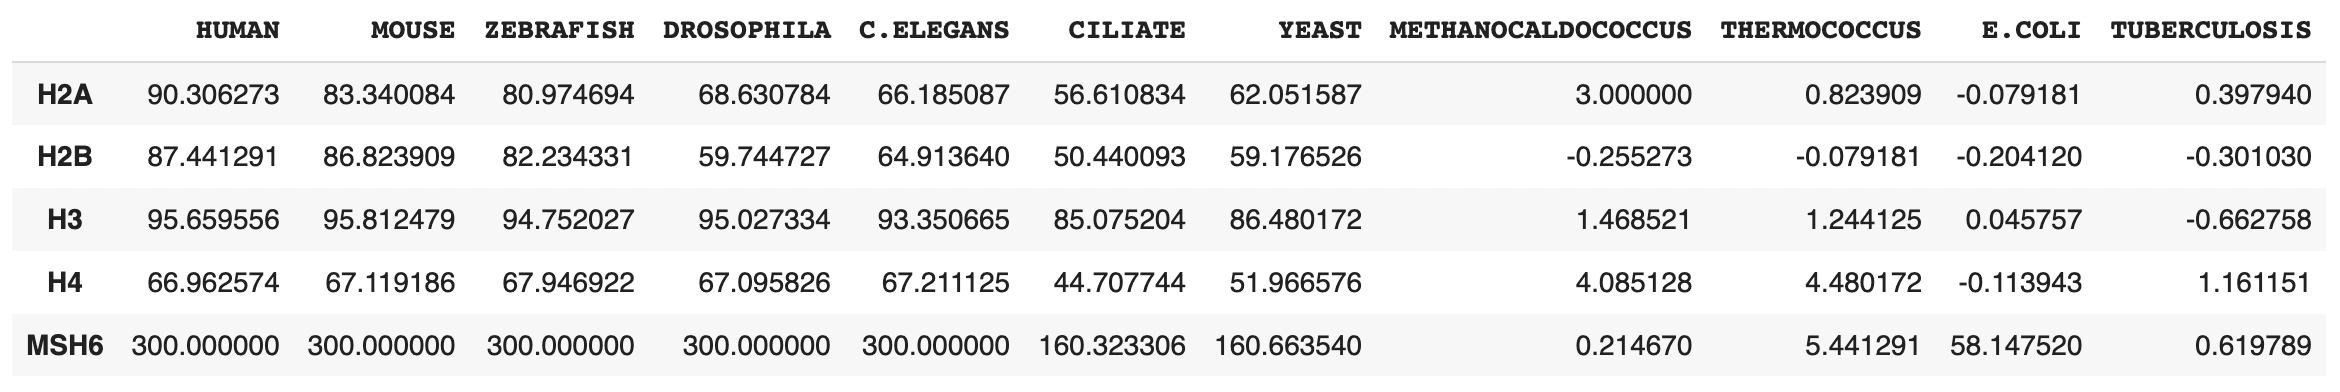 HUMAN MOUSE ZEBRAFISH DROSOPHILA C.ELEGANS CILIATE YEAST METHANOCALDOCOCCUS THERMOCOCCUS E.COLI TUBERCULOSIS
H2A 90.306273 83.340084 80.974694 68.630784 66.185087 56.610834 62.051587 3.000000 0.823909 -0.079181 0.397940
H2B 87.441291 86.823909 82.234331 59.744727 64.913640 50.440093 59.176526 -0.255273 -0.079181 -0.204120 -0.301030
H3 95.659556 95.812479 94.752027 95.027334 93.350665 85.075204 86.480172 1.468521 1.244125 0.045757 -0.662758
H4 66.962574 67.119186 67.946922 67.095826 67.211125 44.707744 51.966576 4.085128 4.480172 -0.113943 1.161151
MSH6 300.000000 300.000000 300.000000 300.000000 300.000000 160.323306 160.663540 0.214670 5.441291 58.147520 0.619789